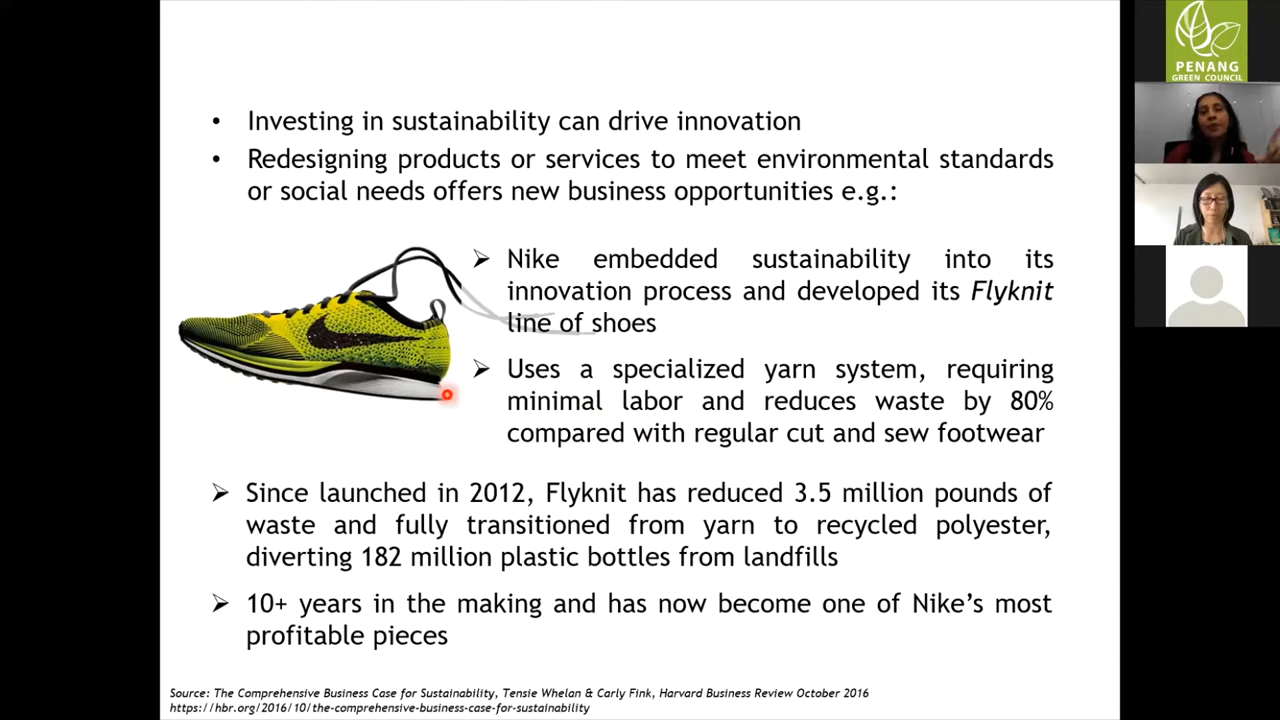 • Investing in sustainability can drive innovation
• Redesigning products or services to meet environmental standards
or social needs offers new business opportunities e.g.:
➢ Nike embedded sustainability into its
innovation process and developed its Flyknit
line of shoes
➢ Uses a specialized yarn system, requiring
minimal labor and reduces waste by 80%
compared with regular cut and sew footwear
➢ Since launched in 2012, Flyknit has reduced 3.5 million pounds of
waste and fully transitioned from yarn to recycled polyester,
diverting 182 million plastic bottles from landfills
➢ 10+ years in the making and has now become one of Nike’s most
profitable pieces
Source: The Comprehensive Business Case for Sustainability, Tensie Whelan & Carly Fink, Harvard Business Review October 2016
https://hbr.org/2016/10/the-comprehensive-business-case-for-sustainability
PENANG
GREEN COUNCIL